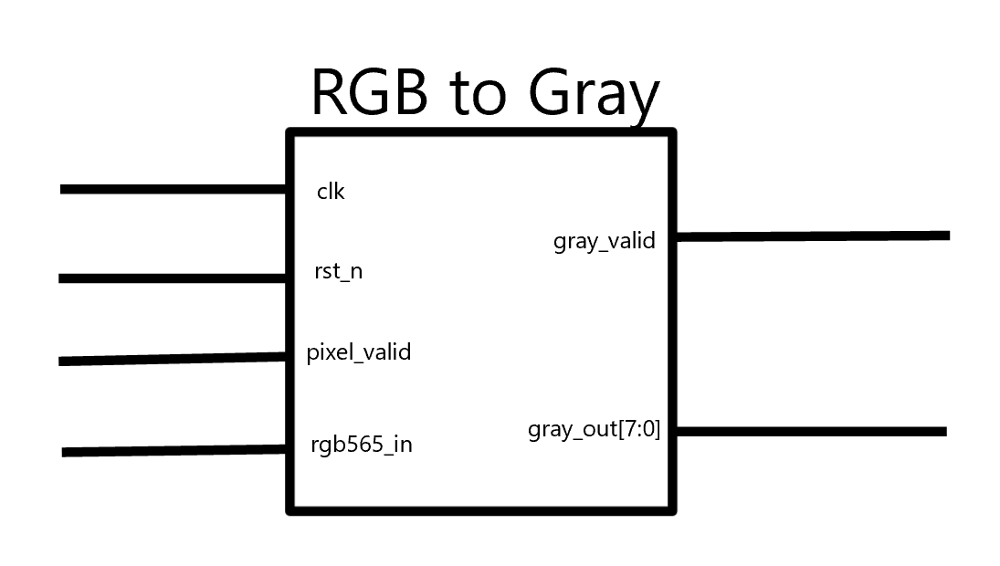 RGB to Gray
clk
gray_valid
rst_n
pixel_valid
gray_out[7:0]
rgb565_in